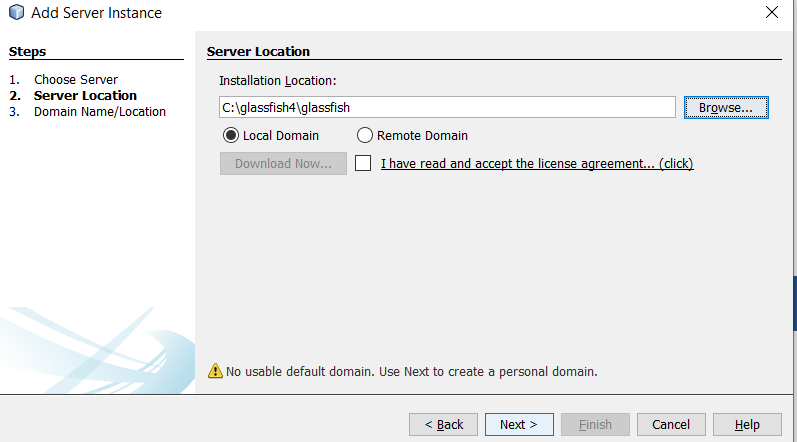 Add Server Instance
Steps
1. Choose Server
2. Server Location
3. Domain Name/Location
Server Location
Installation Location:
C:\glassfish4\glassfish
Browse...
Local Domain
Remote Domain
Download Now...
I have read and accept the license agreement... (click)
No usable default domain. Use Next to create a personal domain.
< Back
Next >
Finish
Cancel
Help